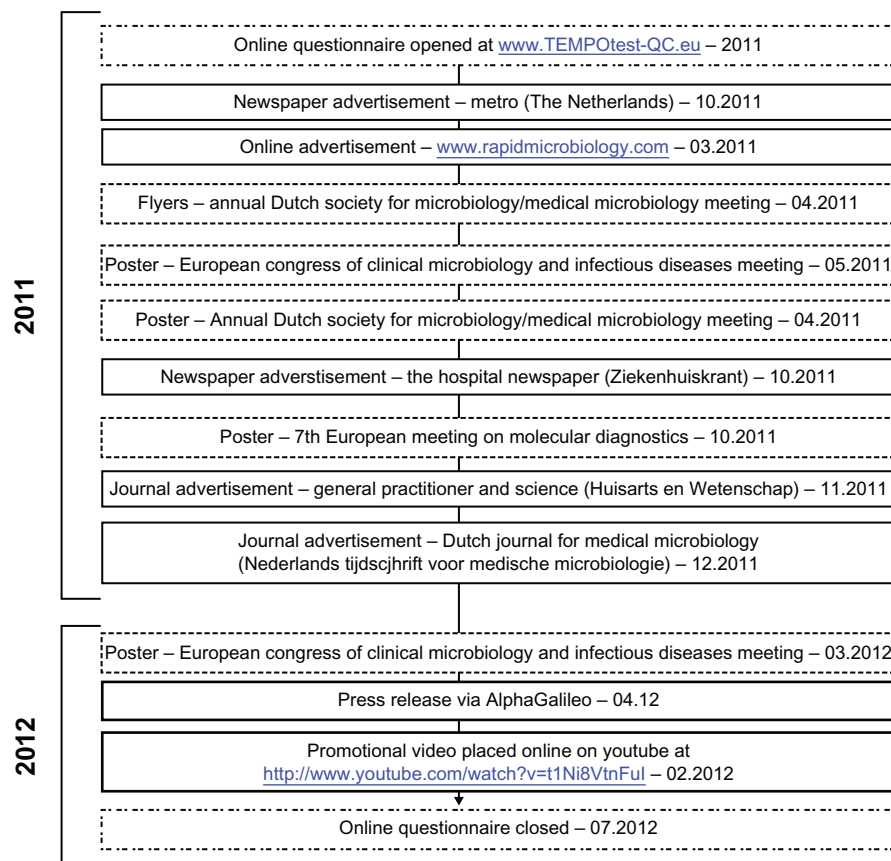 2011
Online questionnaire opened at www.TEMPOtest-QC.eu – 2011
Newspaper advertisement – metro (The Netherlands) – 10.2011
Online advertisement – www.rapidmicrobiology.com – 03.2011
Flyers – annual Dutch society for microbiology/medical microbiology meeting – 04.2011
Poster – European congress of clinical microbiology and infectious diseases meeting – 05.2011
Poster – Annual Dutch society for microbiology/medical microbiology meeting – 04.2011
Newspaper adverstisement – the hospital newspaper (Ziekenhuiskrant) – 10.2011
Poster – 7th European meeting on molecular diagnostics – 10.2011
Journal advertisement – general practitioner and science (Huisarts en Wetenschap) – 11.2011
Journal advertisement – Dutch journal for medical microbiology
(Nederlands tijdscjhrift voor medische microbiologie) – 12.2011
2012
Poster – European congress of clinical microbiology and infectious diseases meeting – 03.2012
Press release via AlphaGalileo – 04.12
Promotional video placed online on youtube at
http://www.youtube.com/watch?v=t1Ni8VtnFuI – 02.2012
Online questionnaire closed – 07.2012